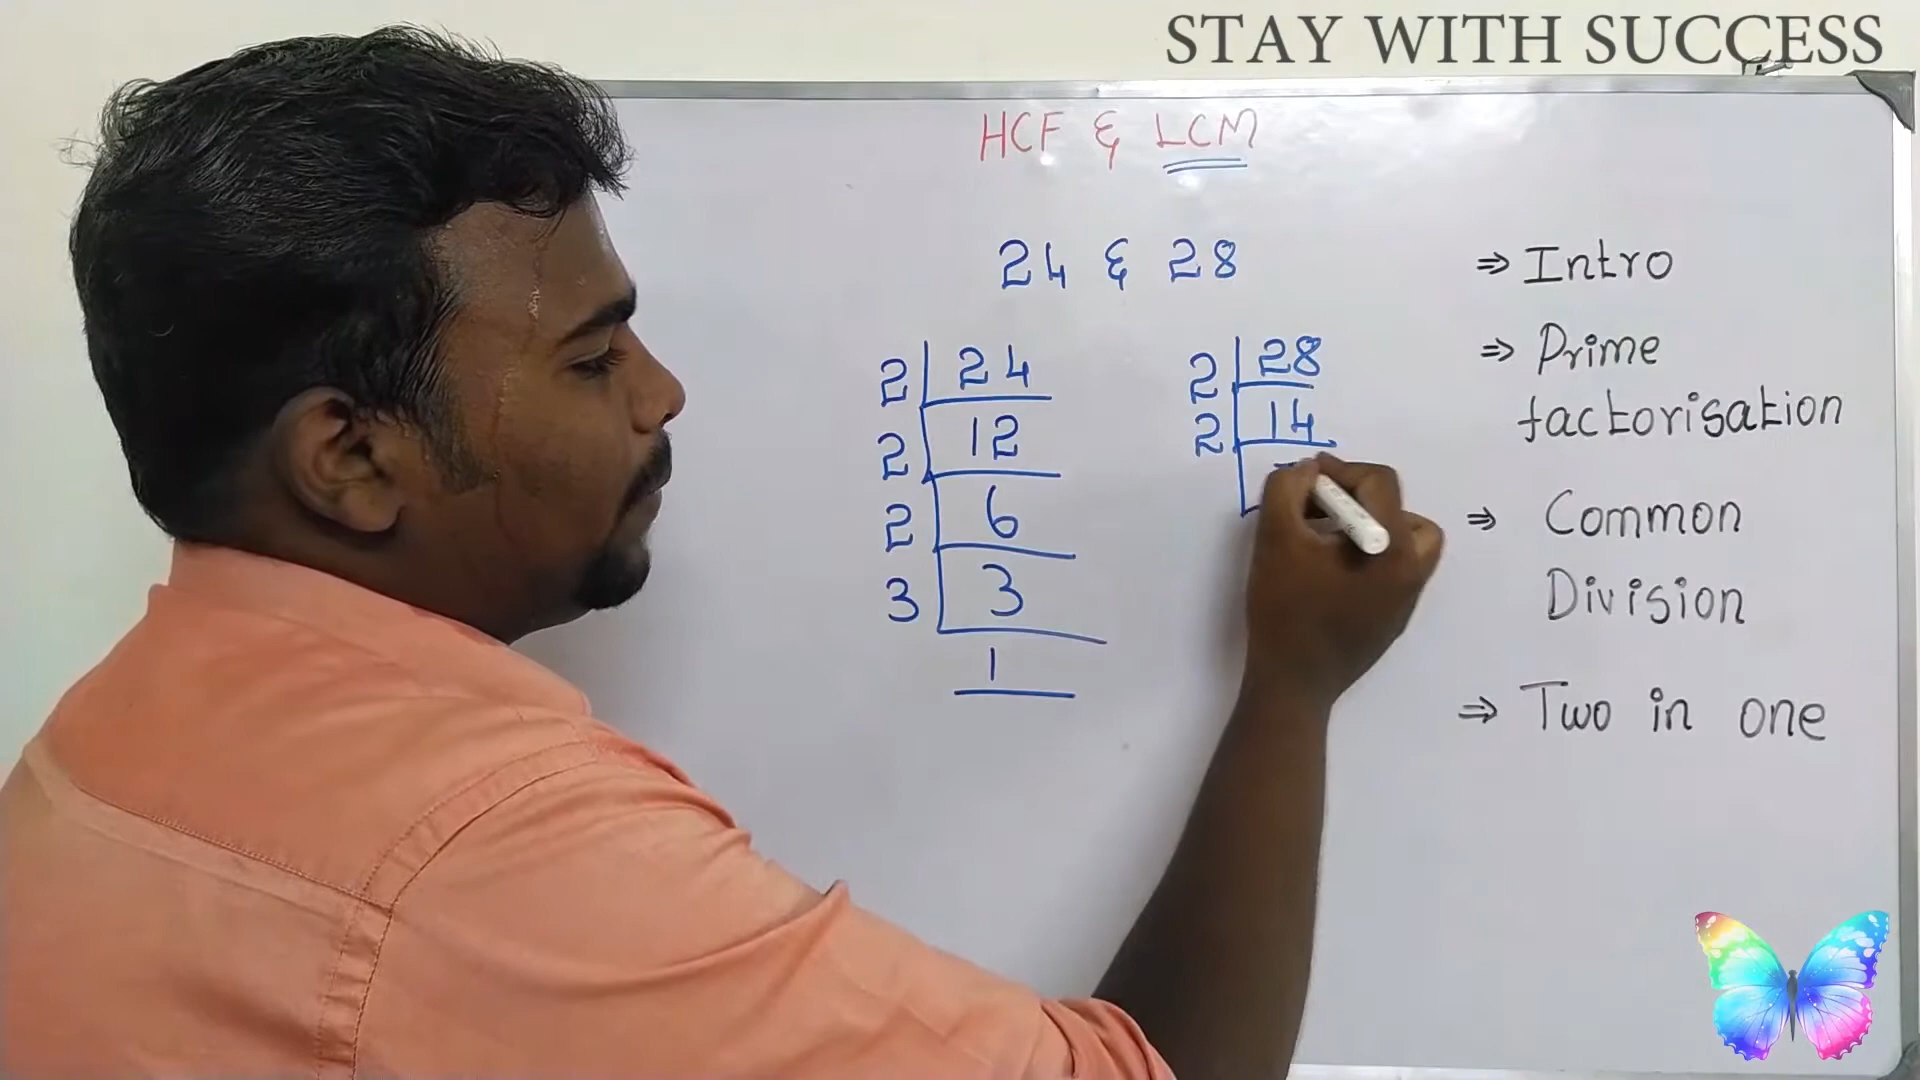 STAY WITH SUCCESS
HCF & LCM
24 & 28
2 24
2 12
2 6
3 3
1
2 28
2 14
⇒ Intro
⇒ Prime
factorisation
⇒ Common
Division
⇒ Two in one